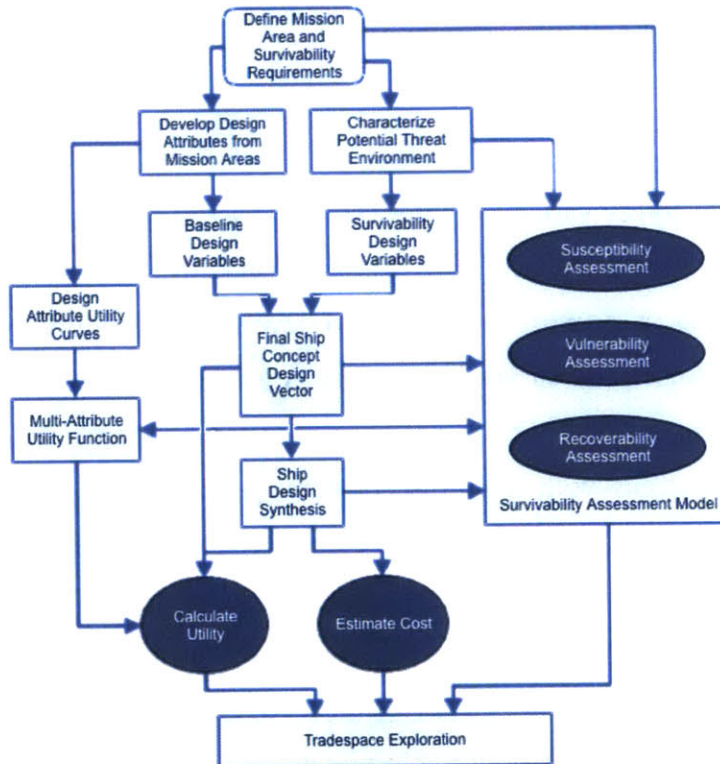 Define Mission
Area and
Survivability
Requirements
Develop Design
Attributes from
Mission Areas
Characterize
Potential Threat
Environment
Baseline
Design
Variables
Survivability
Design
Variables
Susceptibility
Assessment
Design
Attribute Utility
Curves
Final Ship
Concept
Design
Vector
Vulnerability
Assessment
Multi-Attribute
Utility Function
Recoverability
Assessment
Ship
Design
Synthesis
Survivability Assessment Model
Calculate
Utility
Estimate Cost
Tradespace Exploration